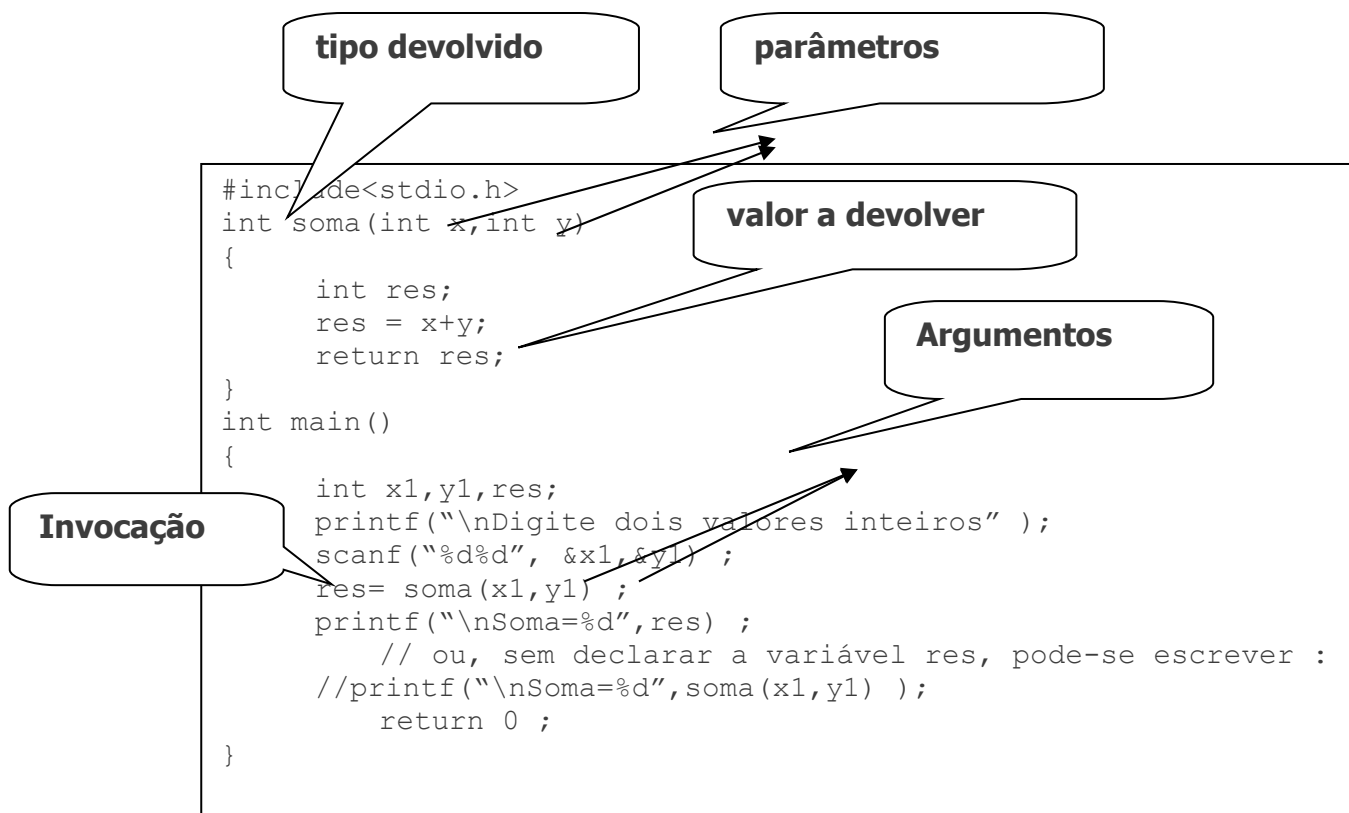 tipo devolvido
parâmetros
#include<stdio.h>
int soma(int x,int y)
valor a devolver
{
int res;
res = x+y;
return res;
Argumentos
}
int main()
{
int x1,y1,res;
Invocação
printf(“\nDigite dois valores inteiros” );
scanf(“%d%d”, &x1,&y1) ;
res= soma(x1,y1) ;
printf(“\nSoma=%d”,res) ;
// ou, sem declarar a variável res, pode-se escrever :
//printf(“\nSoma=%d”,soma(x1,y1) );
return 0 ;
}